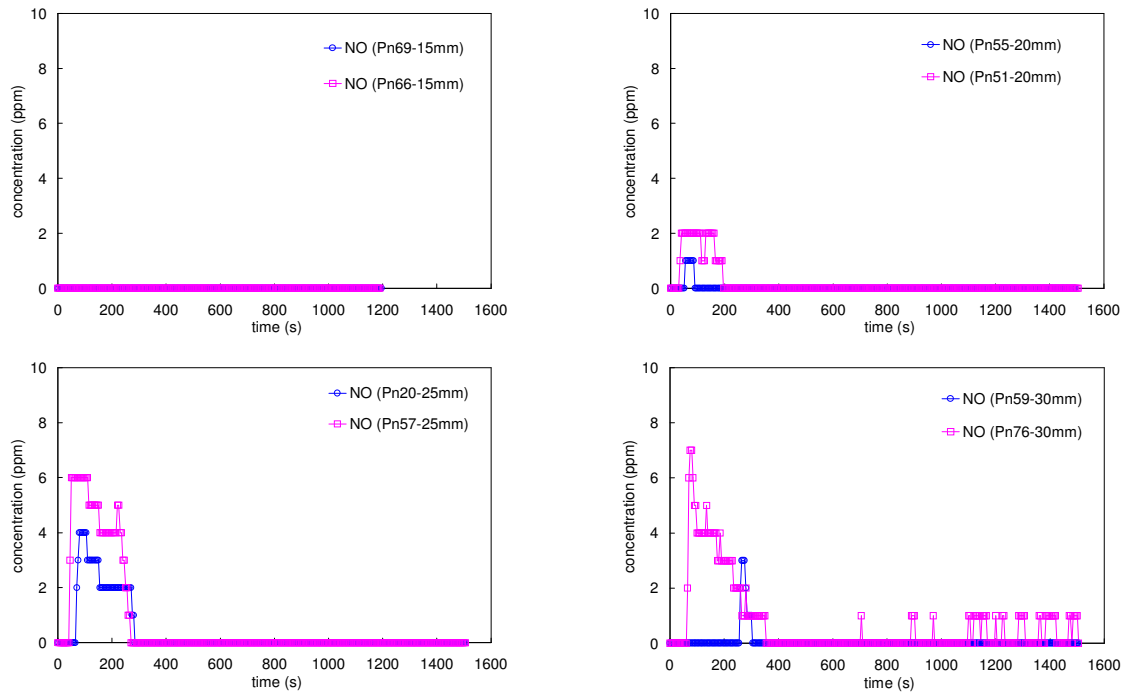 10
8
6
4
2
0
concentration (ppm)
NO (Pn69-15mm)
NO (Pn66-15mm)
0 200 400 600 800 1000 1200 1400 1600
time (s)
10
8
6
4
2
0
concentration (ppm)
NO (Pn55-20mm)
NO (Pn51-20mm)
0 200 400 600 800 1000 1200 1400 1600
time (s)
10
8
6
4
2
0
concentration (ppm)
NO (Pn20-25mm)
NO (Pn57-25mm)
0 200 400 600 800 1000 1200 1400 1600
time (s)
10
8
6
4
2
0
concentration (ppm)
NO (Pn59-30mm)
NO (Pn76-30mm)
0 200 400 600 800 1000 1200 1400 1600
time (s)